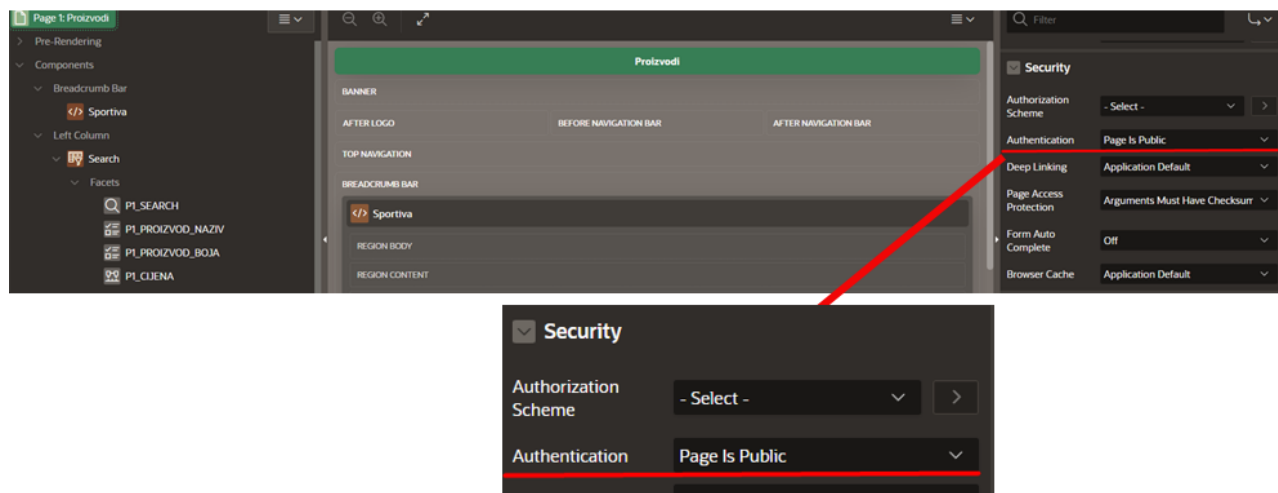 Page 1: Proizvodi
Pre-Rendering
Components
Breadcrumb Bar
</> Sportiva
Left Column
Search
Facets
P1_SEARCH
P1_PROIZVOD_NAZIV
P1_PROIZVOD_BOJA
P1_CIJENA
Proizvodi
BANNER
AFTER LOGO BEFORE NAVIGATION BAR AFTER NAVIGATION BAR
TOP NAVIGATION
BREADCRUMB BAR
</> Sportiva
REGION BODY
REGION CONTENT
Filter
Security
Authorization Scheme - Select -
Authentication Page Is Public
Deep Linking Application Default
Page Access Protection Arguments Must Have Checksum
Form Auto Complete Off
Browser Cache Application Default
Security
Authorization Scheme - Select -
Authentication Page Is Public